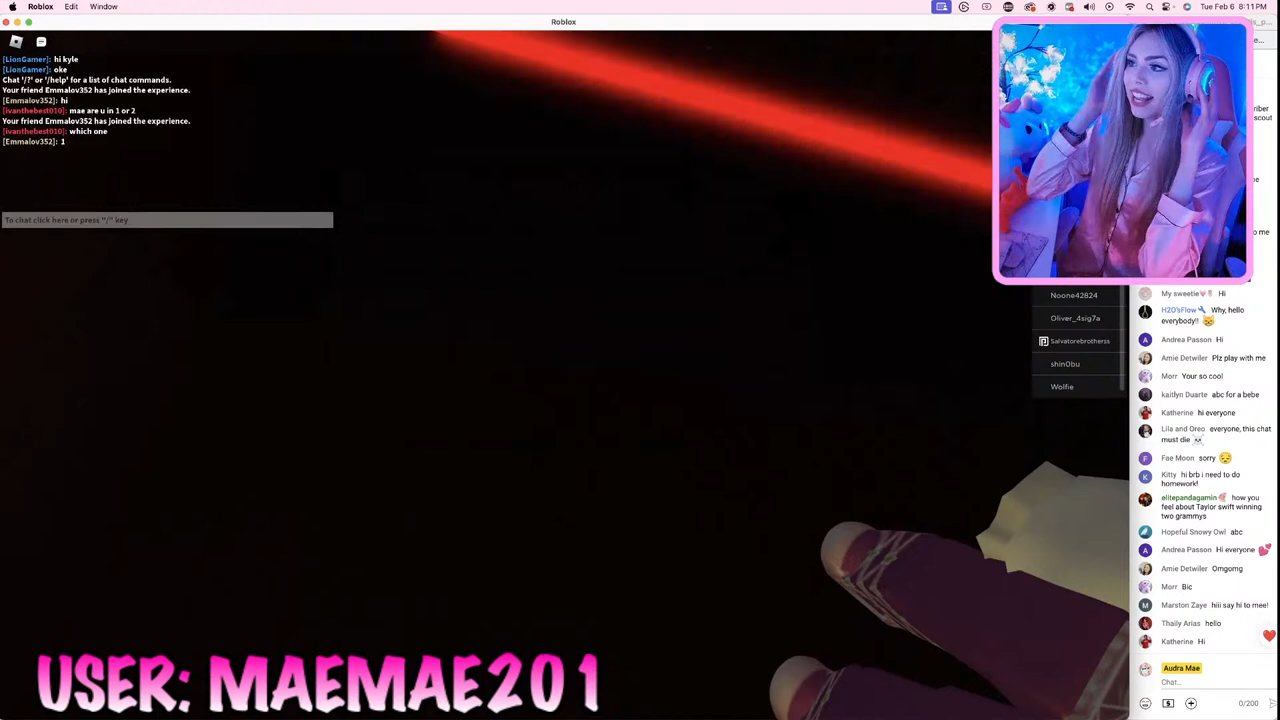 Roblox Edit Window
Tue Feb 6 8:11 PM
Roblox
[LionGamer]: hi kyle
[LionGamer]: oke
Chat '/?' or '/help' for a list of chat commands.
Your friend Emmalov352 has joined the experience.
[Emmalov352]: hi
[ivanthebest010]: mae are u in 1 or 2
Your friend Emmalov352 has joined the experience.
[ivanthebest010]: which one
[Emmalov352]: 1
To chat click here or press "/" key
Noone42824
Oliver_4sig7a
Salvatorebrotherss
shin0bu
Wolfie
My sweetie Hi
H2O'sFlow Why, hello
everybody!!
Andrea Passon Hi
Amie Detwiler Plz play with me
Morr Your so cool
kaitlyn Duarte abc for a bebe
Katherine hi everyone
Lila and Oreo everyone, this chat
must die
Fae Moon sorry
Kitty hi brb i need to do
homework!
elitepandagamin how you
feel about Taylor swift winning
two grammys
Hopeful Snowy Owl abc
Andrea Passon Hi everyone
Amie Detwiler Omgomg
Morr Bic
Marston Zaye hiii say hi to mee!
Thaily Arias hello
Katherine Hi
Audra Mae
Chat...
0/200
USER: MAEMAE201